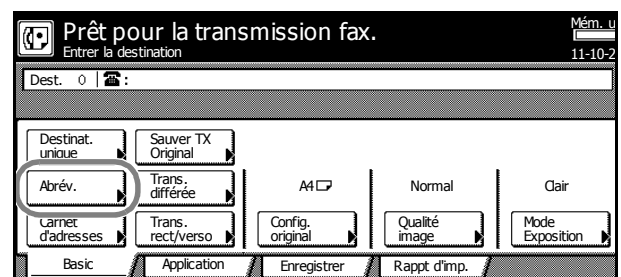 Prêt pour la transmission fax.
Mém. u
Entrer la destination
11-10-2
Dest. 0 ☎:
Destinat.
unique
Sauver TX
Original
Abrév.
Trans.
différée
A4
Normal
Clair
Carnet
d'adresses
Trans.
rect/verso
Config.
original
Qualité
image
Mode
Exposition
Basic
Application
Enregistrer
Rappt d'imp.